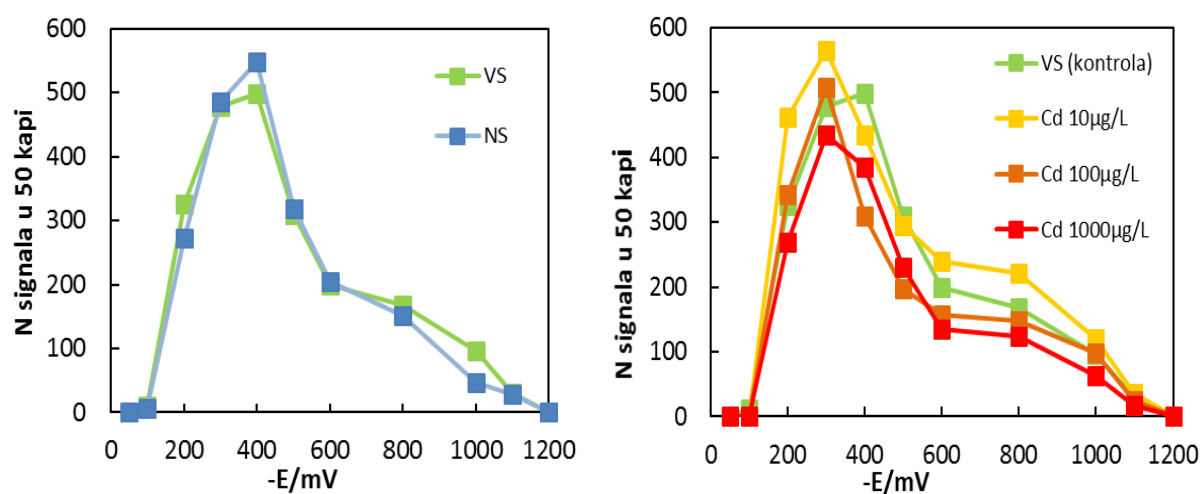 N signala u 50 kapi
600
500
400
300
200
100
0
0 200 400 600 800 1000 1200
-E/mV
VS
NS
N signala u 50 kapi
600
500
400
300
200
100
0
0 200 400 600 800 1000 1200
-E/mV
VS (kontrola)
Cd 10µg/L
Cd 100µg/L
Cd 1000µg/L